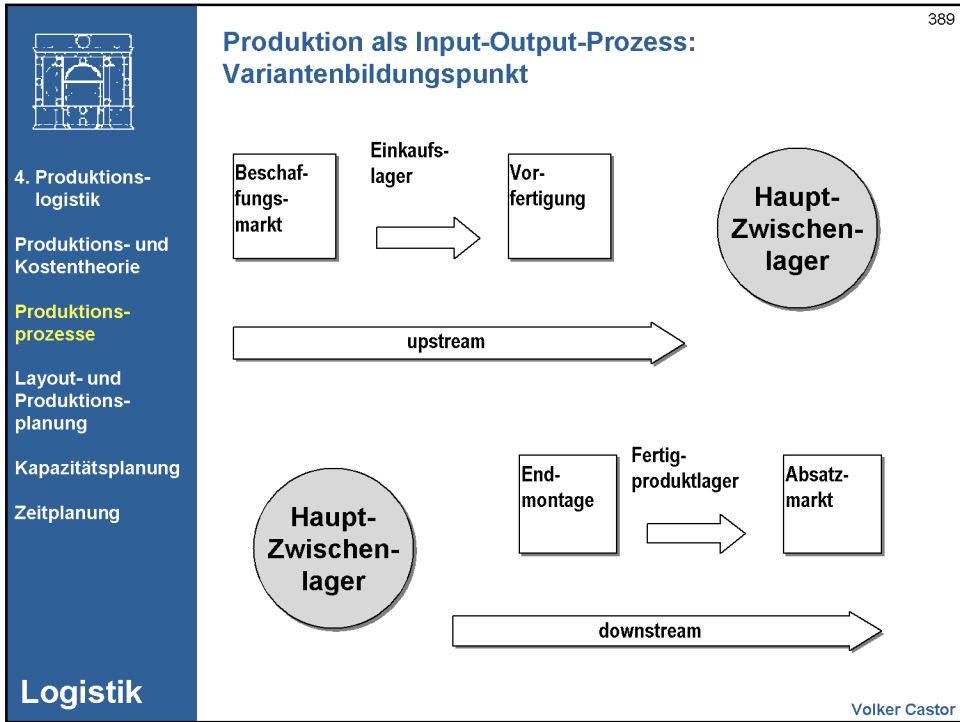 389
Produktion als Input-Output-Prozess:
Variantenbildungspunkt
4. Produktions-
logistik
Produktions- und
Kostentheorie
Produktions-
prozesse
Layout- und
Produktions-
planung
Kapazitätsplanung
Zeitplanung
Logistik
Beschaf-
fungs-
markt
Einkaufs-
lager
Vor-
fertigung
Haupt-
Zwischen-
lager
upstream
Haupt-
Zwischen-
lager
End-
montage
Fertig-
produktlager
Absatz-
markt
downstream
Volker Castor